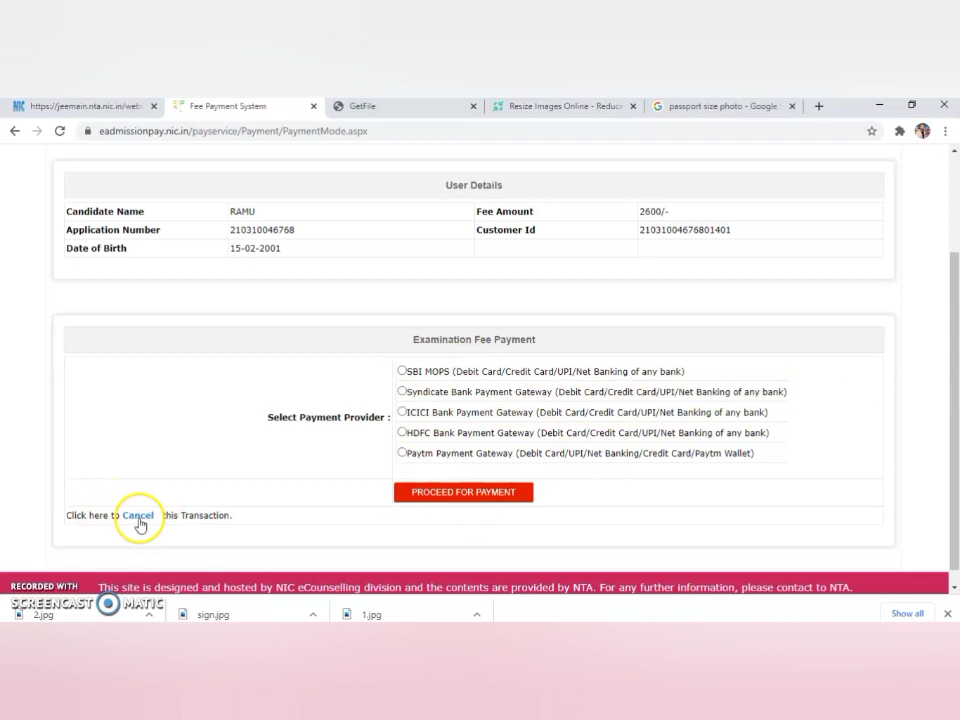 https://jeemain.nta.nic.in/web
Fee Payment System
GetFile
Resize Images Online - Reduce
passport size photo - Google S
eadmissionpay.nic.in/payservice/Payment/PaymentMode.aspx
User Details
Candidate Name RAMU Fee Amount 2600/-
Application Number 210310046768 Customer Id 21031004676801401
Date of Birth 15-02-2001
Examination Fee Payment
Select Payment Provider :
SBI MOPS (Debit Card/Credit Card/UPI/Net Banking of any bank)
Syndicate Bank Payment Gateway (Debit Card/Credit Card/UPI/Net Banking of any bank)
ICICI Bank Payment Gateway (Debit Card/Credit Card/UPI/Net Banking of any bank)
HDFC Bank Payment Gateway (Debit Card/Credit Card/UPI/Net Banking of any bank)
Paytm Payment Gateway (Debit Card/UPI/Net Banking/Credit Card/Paytm Wallet)
PROCEED FOR PAYMENT
Click here to Cancel this Transaction.
This site is designed and hosted by NIC eCounselling division and the contents are provided by NTA. For any further information, please contact to NTA.
RECORDED WITH
SCREENCAST MATIC
2.jpg sign.jpg 1.jpg Show all